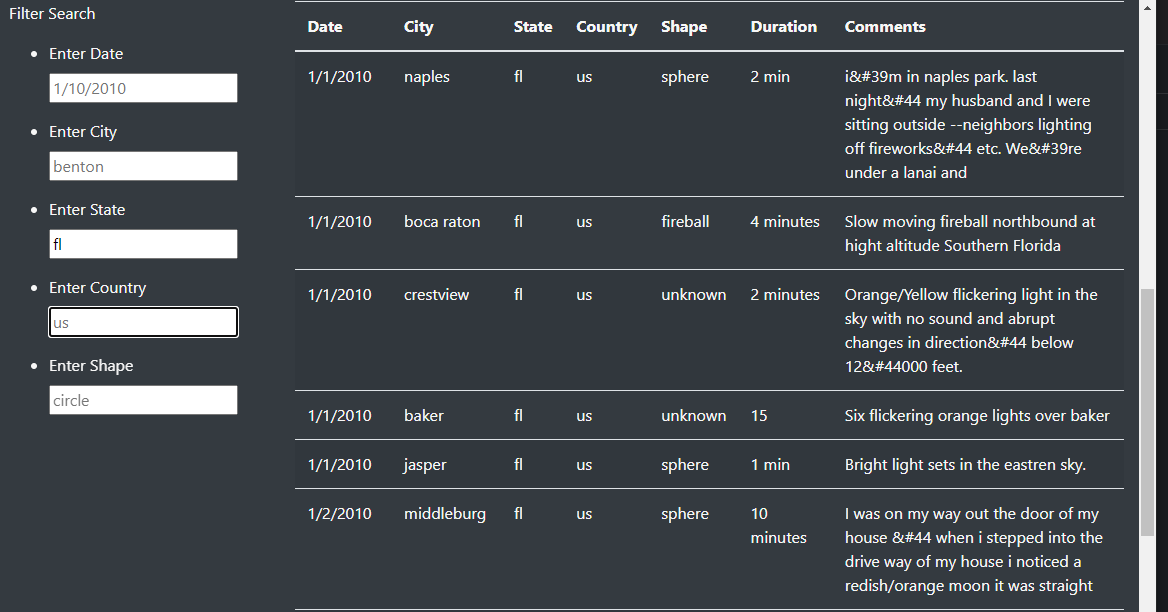 Filter Search
Enter Date
1/10/2010
Enter City
benton
Enter State
fl
Enter Country
us
Enter Shape
circle
Date City State Country Shape Duration Comments
1/1/2010 naples fl us sphere 2 min i&#39m in naples park. last
night&#44 my husband and I were
sitting outside --neighbors lighting
off fireworks&#44 etc. We&#39re
under a lanai and
1/1/2010 boca raton fl us fireball 4 minutes Slow moving fireball northbound at
hight altitude Southern Florida
1/1/2010 crestview fl us unknown 2 minutes Orange/Yellow flickering light in the
sky with no sound and abrupt
changes in direction&#44 below
12&#44000 feet.
1/1/2010 baker fl us unknown 15 Six flickering orange lights over baker
1/1/2010 jasper fl us sphere 1 min Bright light sets in the eastren sky.
1/2/2010 middleburg fl us sphere 10 I was on my way out the door of my
minutes house &#44 when i stepped into the
drive way of my house i noticed a
redish/orange moon it was straight